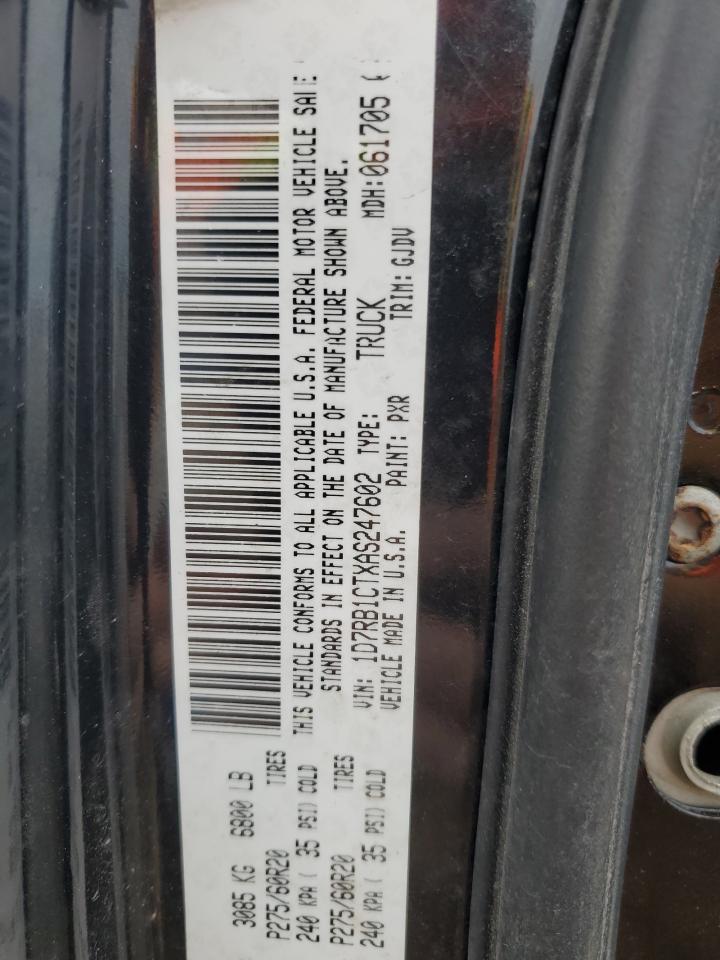 3085 KG 6800 LB
P275/60R20 TIRES
240 KPA ( 35 PSI) COLD
P275/60R20 TIRES
240 KPA ( 35 PSI) COLD
THIS VEHICLE CONFORMS TO ALL APPLICABLE U.S.A. FEDERAL MOTOR VEHICLE
STANDARDS IN EFFECT ON THE DATE OF MANUFACTURE SHOWN ABOVE.
VIN: 1D7RB1CTXAS247602 TYPE: TRUCK MDH:061705
VEHICLE MADE IN U.S.A. PAINT: PXR TRIM: GJDV